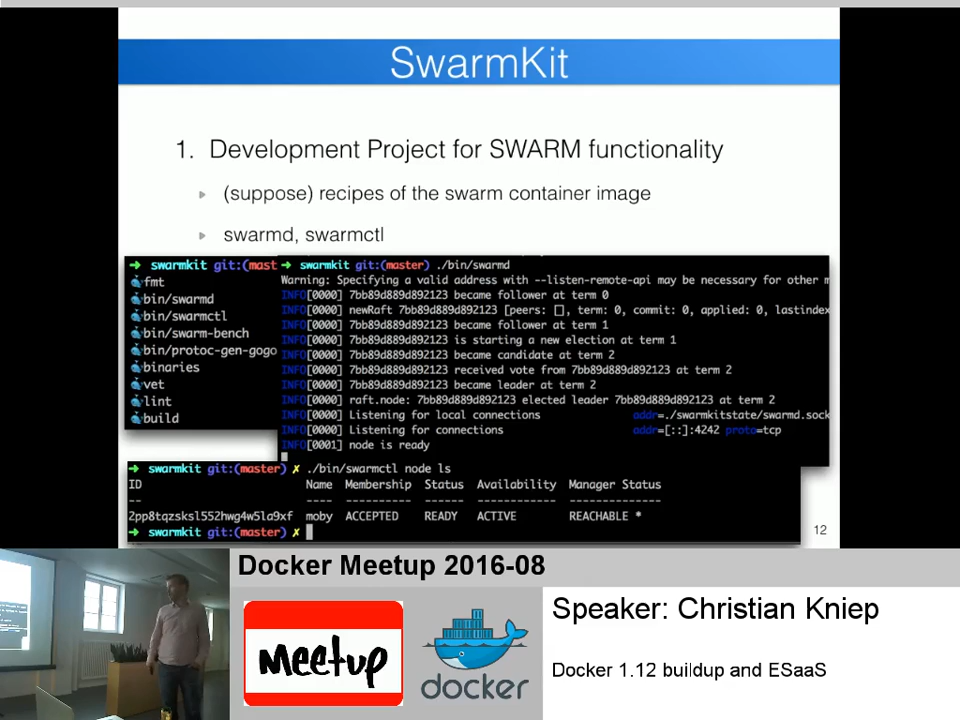 SwarmKit
1. Development Project for SWARM functionality
(suppose) recipes of the swarm container image
swarmd, swarmctl
➜ swarmkit git:(mast
fmt
bin/swarmd
bin/swarmctl
bin/swarm-bench
bin/protoc-gen-gogo
binaries
vet
lint
build
➜ swarmkit git:(master) ./bin/swarmd
Warning: Specifying a valid address with --listen-remote-api may be necessary for other m
INFO[0000] 7bb89d889d892123 became follower at term 0
INFO[0000] newRaft 7bb89d889d892123 [peers: [], term: 0, commit: 0, applied: 0, lastindex
INFO[0000] 7bb89d889d892123 became follower at term 1
INFO[0000] 7bb89d889d892123 is starting a new election at term 1
INFO[0000] 7bb89d889d892123 became candidate at term 2
INFO[0000] 7bb89d889d892123 received vote from 7bb89d889d892123 at term 2
INFO[0000] 7bb89d889d892123 became leader at term 2
INFO[0000] raft.node: 7bb89d889d892123 elected leader 7bb89d889d892123 at term 2
INFO[0000] Listening for local connections addr=./swarmkitstate/swarmd.sock
INFO[0000] Listening for connections addr=[::]:4242 proto=tcp
INFO[0001] node is ready
➜ swarmkit git:(master) ✗ ./bin/swarmctl node ls
ID Name Membership Status Availability Manager Status
-- ---- ---------- ------ ------------ --------------
2pp8tqzsksl552hwg4w5la9xf moby ACCEPTED READY ACTIVE REACHABLE *
➜ swarmkit git:(master) ✗
12
Docker Meetup 2016-08
Meetup
docker
Speaker: Christian Kniep
Docker 1.12 buildup and ESaaS